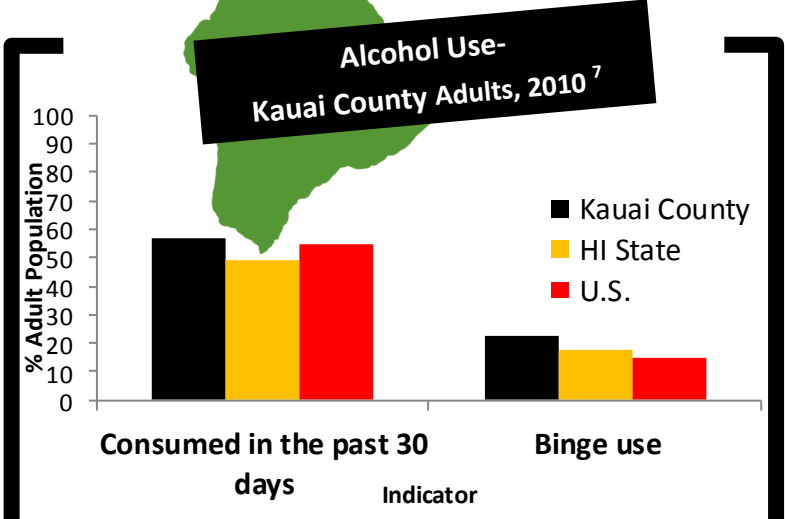 Alcohol Use-
Kauai County Adults, 2010 7
% Adult Population
100
90
80
70
60
50
40
30
20
10
0
Kauai County
HI State
U.S.
Consumed in the past 30
days
Binge use
Indicator